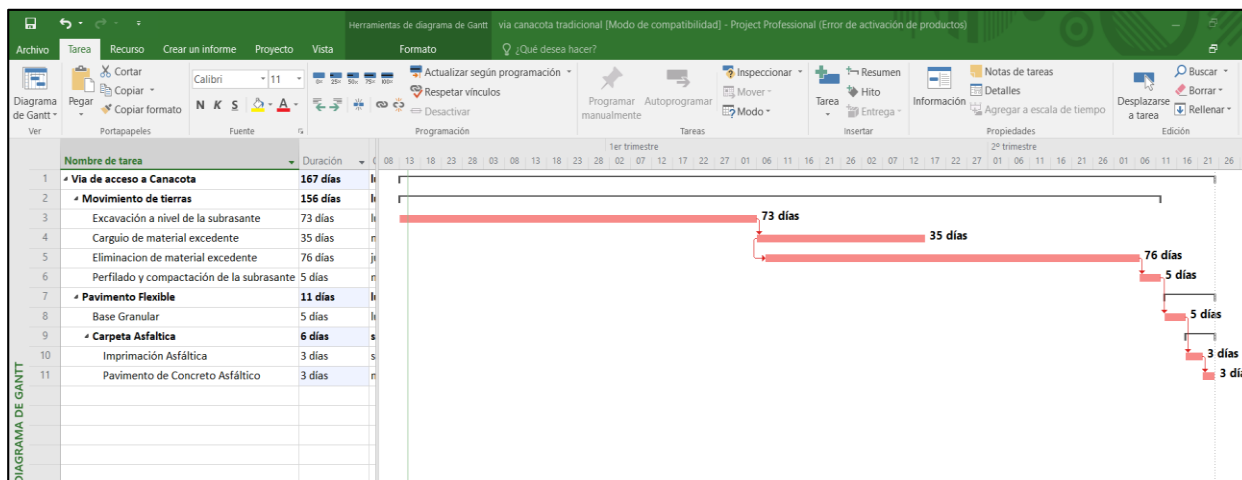 Herramientas de diagrama de Gantt via canacota tradicional [Modo de compatibilidad] - Project Professional (Error de activación de productos)
Archivo Tarea Recurso Crear un informe Proyecto Vista Formato ¿Qué desea hacer?
Diagrama de Gantt
Ver
Pegar
Cortar
Copiar
Copiar formato
Portapapeles
Calibri 11
N K S A
Fuente
0% 25% 50% 75% 100%
Actualizar según programación
Respetar vínculos
Desactivar
Programación
Programar manualmente
Autoprogramar
Inspeccionar
Mover
Modo
Tareas
Tarea
Resumen
Hito
Entrega
Insertar
Información
Notas de tareas
Detalles
Agregar a escala de tiempo
Propiedades
Desplazarse a tarea
Buscar
Borrar
Rellenar
Edición
1er trimestre 2º trimestre
Nombre de tarea Duración
08 13 18 23 28 03 08 13 18 23 28 02 07 12 17 22 27 01 06 11 16 21 26 02 07 12 17 22 27 01 06 11 16 21 26 01 06 11 16 21 26
1 Via de acceso a Canacota 167 días
2 Movimiento de tierras 156 días
3 Excavación a nivel de la subrasante 73 días 73 días
4 Carguio de material excedente 35 días 35 días
5 Eliminacion de material excedente 76 días 76 días
6 Perfilado y compactación de la subrasante 5 días 5 días
7 Pavimento Flexible 11 días
8 Base Granular 5 días 5 días
9 Carpeta Asfaltica 6 días
10 Imprimación Asfáltica 3 días 3 días
11 Pavimento de Concreto Asfáltico 3 días 3 día
DIAGRAMA DE GANTT